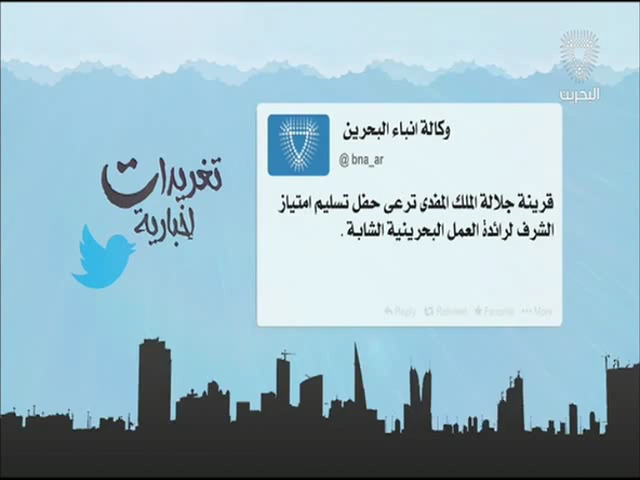 البحرين
وكالة انباء البحرين
@bna_ar
تغريدات
إخبارية
قرينة جلالة الملك المفدى ترعى حفل تسليم امتياز
الشرف لرائدة العمل البحرينية الشابة .
Reply Retweet Favorite More